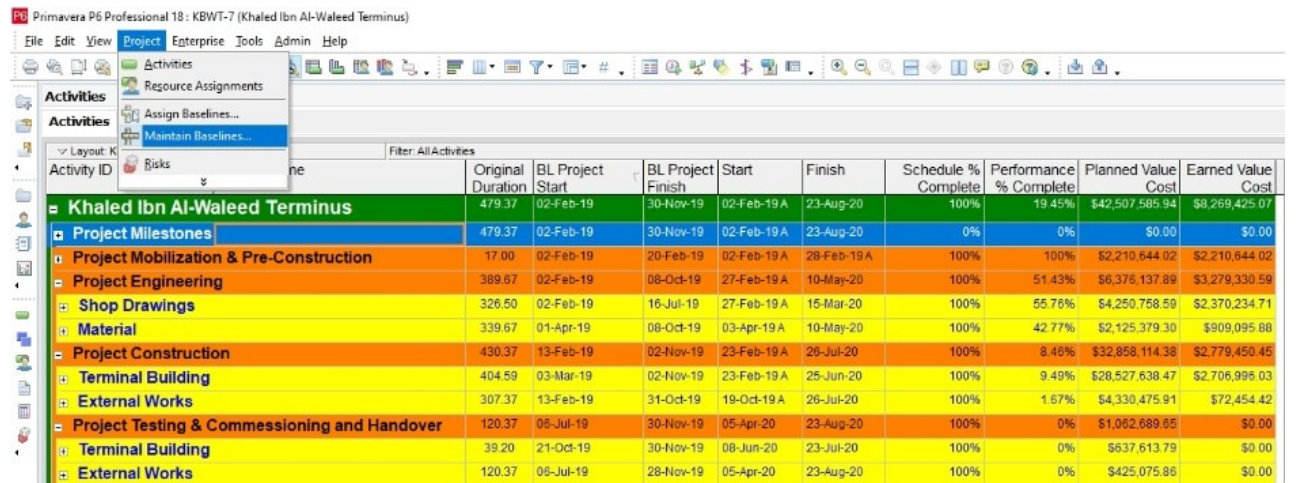 P6 Primavera P6 Professional 18 : KBWT-7 (Khaled Ibn Al-Waleed Terminus)
File Edit View Project Enterprise Tools Admin Help
Activities
Resource Assignments
Assign Baselines...
Maintain Baselines...
Risks
Activities
Activities
Layout: K Filter: All Activities
Activity ID ne Original Duration BL Project Start BL Project Finish Start Finish Schedule % Complete Performance % Complete Planned Value Cost Earned Value Cost
Khaled Ibn Al-Waleed Terminus 479.37 02-Feb-19 30-Nov-19 02-Feb-19 A 23-Aug-20 100% 19.45% $42,507,585.94 $8,269,425.07
Project Milestones 479.37 02-Feb-19 30-Nov-19 02-Feb-19 A 23-Aug-20 0% 0% $0.00 $0.00
Project Mobilization & Pre-Construction 17.00 02-Feb-19 20-Feb-19 02-Feb-19 A 28-Feb-19 A 100% 100% $2,210,644.02 $2,210,644.02
Project Engineering 389.67 02-Feb-19 08-Oct-19 27-Feb-19 A 10-May-20 100% 51.43% $6,376,137.89 $3,279,330.59
Shop Drawings 326.50 02-Feb-19 16-Jul-19 27-Feb-19 A 15-Mar-20 100% 55.76% $4,250,758.59 $2,370,234.71
Material 339.67 01-Apr-19 08-Oct-19 03-Apr-19 A 10-May-20 100% 42.77% $2,125,379.30 $909,095.88
Project Construction 430.37 13-Feb-19 02-Nov-19 23-Feb-19 A 26-Jul-20 100% 8.46% $32,858,114.38 $2,779,450.45
Terminal Building 404.59 03-Mar-19 02-Nov-19 23-Feb-19 A 25-Jun-20 100% 9.49% $28,527,638.47 $2,706,996.03
External Works 307.37 13-Feb-19 31-Oct-19 19-Oct-19 A 26-Jul-20 100% 1.67% $4,330,475.91 $72,454.42
Project Testing & Commessioning and Handover 120.37 06-Jul-19 30-Nov-19 05-Apr-20 23-Aug-20 100% 0% $1,062,689.65 $0.00
Terminal Building 39.20 21-Oct-19 30-Nov-19 08-Jun-20 23-Jul-20 100% 0% $637,613.79 $0.00
External Works 120.37 06-Jul-19 28-Nov-19 05-Apr-20 23-Aug-20 100% 0% $425,075.86 $0.00